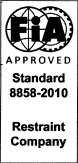 FiA
APPROVED
Standard
8858-2010
Restraint
Company